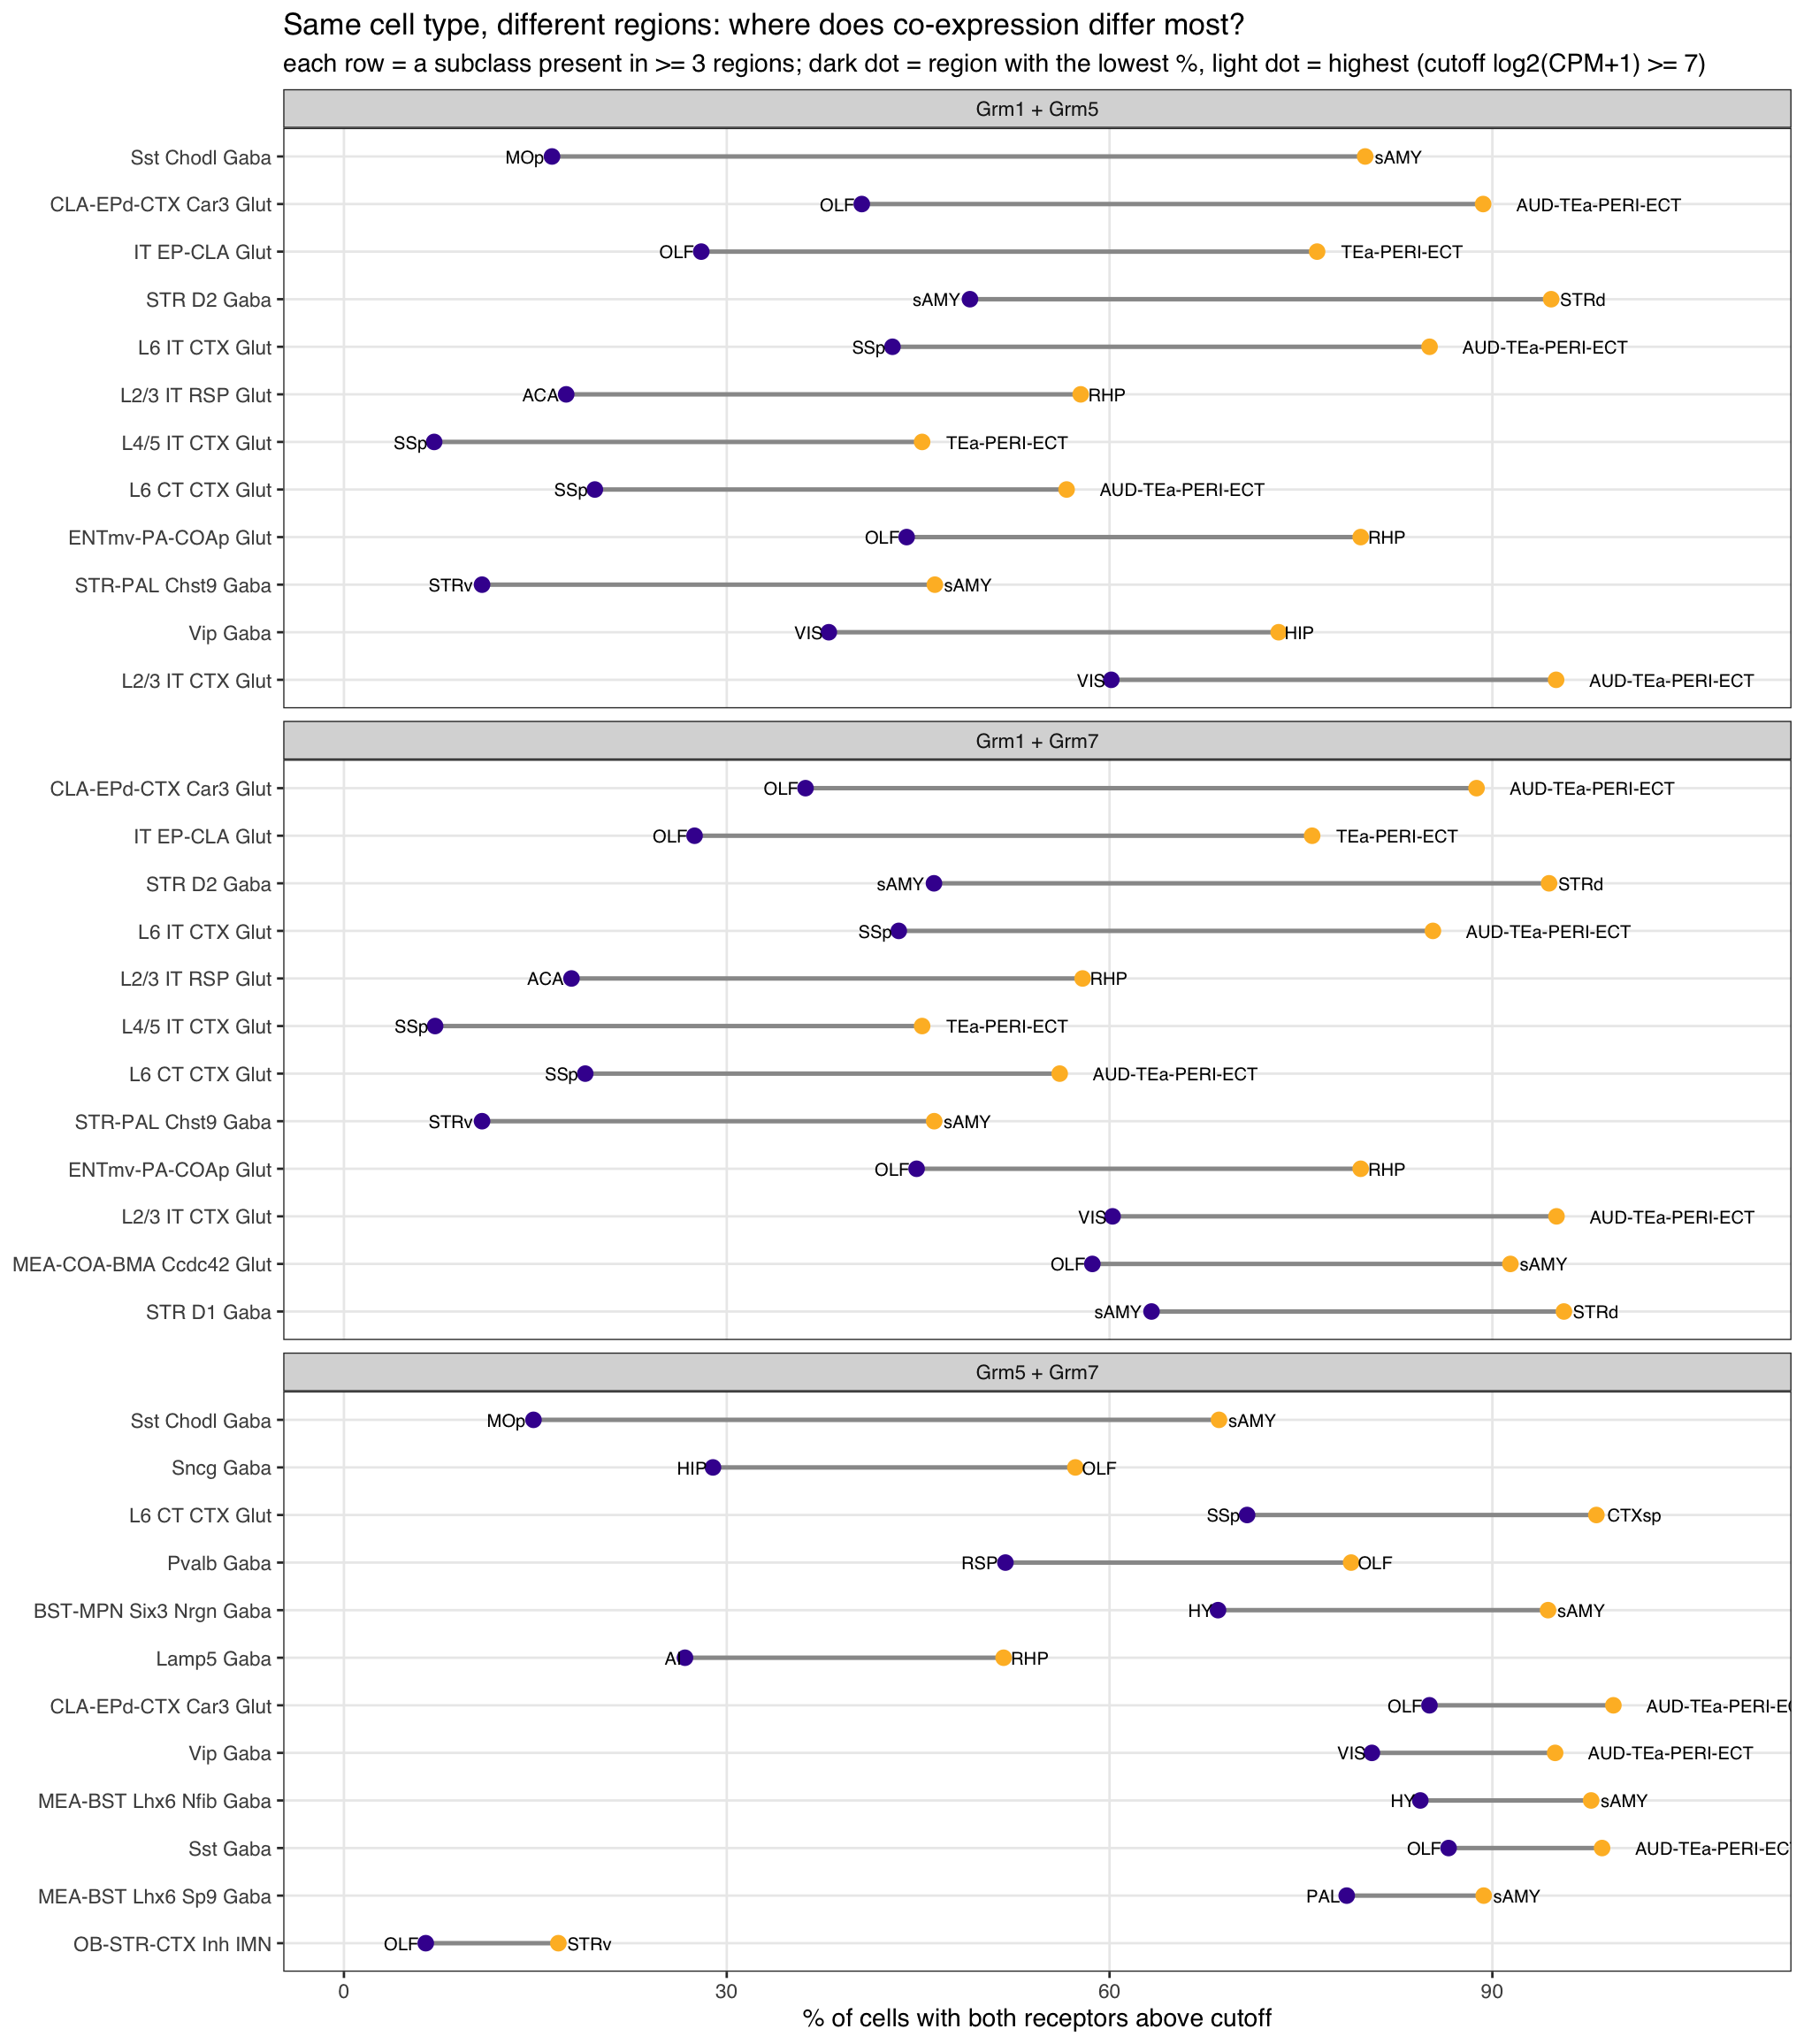 Same cell type, different regions: where does co-expression differ most?
each row = a subclass present in >= 3 regions; dark dot = region with the lowest %, light dot = highest (cutoff log2(CPM+1) >= 7)
Grm1 + Grm5
Sst Chodl Gaba MOp sAMY
CLA-EPd-CTX Car3 Glut OLF AUD-TEa-PERI-ECT
IT EP-CLA Glut OLF TEa-PERI-ECT
STR D2 Gaba sAMY STRd
L6 IT CTX Glut SSp AUD-TEa-PERI-ECT
L2/3 IT RSP Glut ACA RHP
L4/5 IT CTX Glut SSp TEa-PERI-ECT
L6 CT CTX Glut SSp AUD-TEa-PERI-ECT
ENTmv-PA-COAp Glut OLF RHP
STR-PAL Chst9 Gaba STRv sAMY
Vip Gaba VIS HIP
L2/3 IT CTX Glut VIS AUD-TEa-PERI-ECT
Grm1 + Grm7
CLA-EPd-CTX Car3 Glut OLF AUD-TEa-PERI-ECT
IT EP-CLA Glut OLF TEa-PERI-ECT
STR D2 Gaba sAMY STRd
L6 IT CTX Glut SSp AUD-TEa-PERI-ECT
L2/3 IT RSP Glut ACA RHP
L4/5 IT CTX Glut SSp TEa-PERI-ECT
L6 CT CTX Glut SSp AUD-TEa-PERI-ECT
STR-PAL Chst9 Gaba STRv sAMY
ENTmv-PA-COAp Glut OLF RHP
L2/3 IT CTX Glut VIS AUD-TEa-PERI-ECT
MEA-COA-BMA Ccdc42 Glut OLF sAMY
STR D1 Gaba sAMY STRd
Grm5 + Grm7
Sst Chodl Gaba MOp sAMY
Sncg Gaba HIP OLF
L6 CT CTX Glut SSp CTXsp
Pvalb Gaba RSP OLF
BST-MPN Six3 Nrgn Gaba HY sAMY
Lamp5 Gaba RHP
CLA-EPd-CTX Car3 Glut OLF AUD-TEa-PERI-E
Vip Gaba VIS AUD-TEa-PERI-ECT
MEA-BST Lhx6 Nfib Gaba HY sAMY
Sst Gaba OLF AUD-TEa-PERI-EC
MEA-BST Lhx6 Sp9 Gaba PAL sAMY
OB-STR-CTX Inh IMN OLF STRv
0 30 60 90
% of cells with both receptors above cutoff